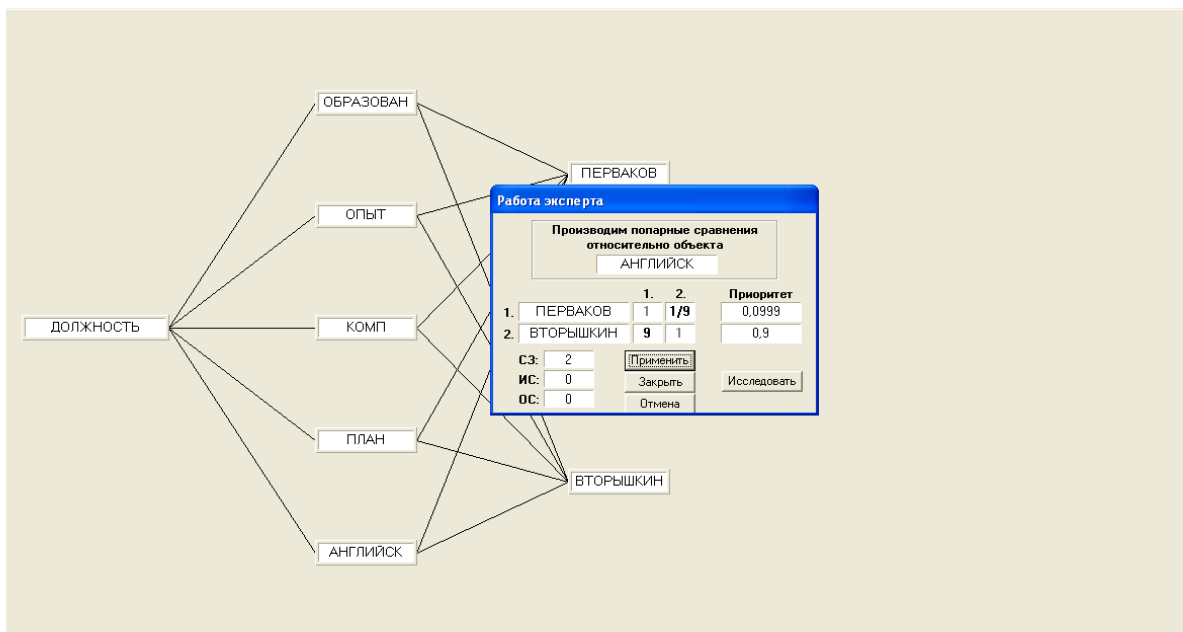 ОБРАЗОВАН
ПЕРВАКОВ
Работа эксперта
Производим попарные сравнения
относительно объекта
АНГЛИЙСК
ОПЫТ
1. 2. Приоритет
1. ПЕРВАКОВ 1 1/9 0,0999
2. ВТОРЫШКИН 9 1 0,9
ДОЛЖНОСТЬ
КОМП
СЗ: 2 Применить
ИС: 0 Закрыть Исследовать
ОС: 0 Отмена
ПЛАН
ВТОРЫШКИН
АНГЛИЙСК